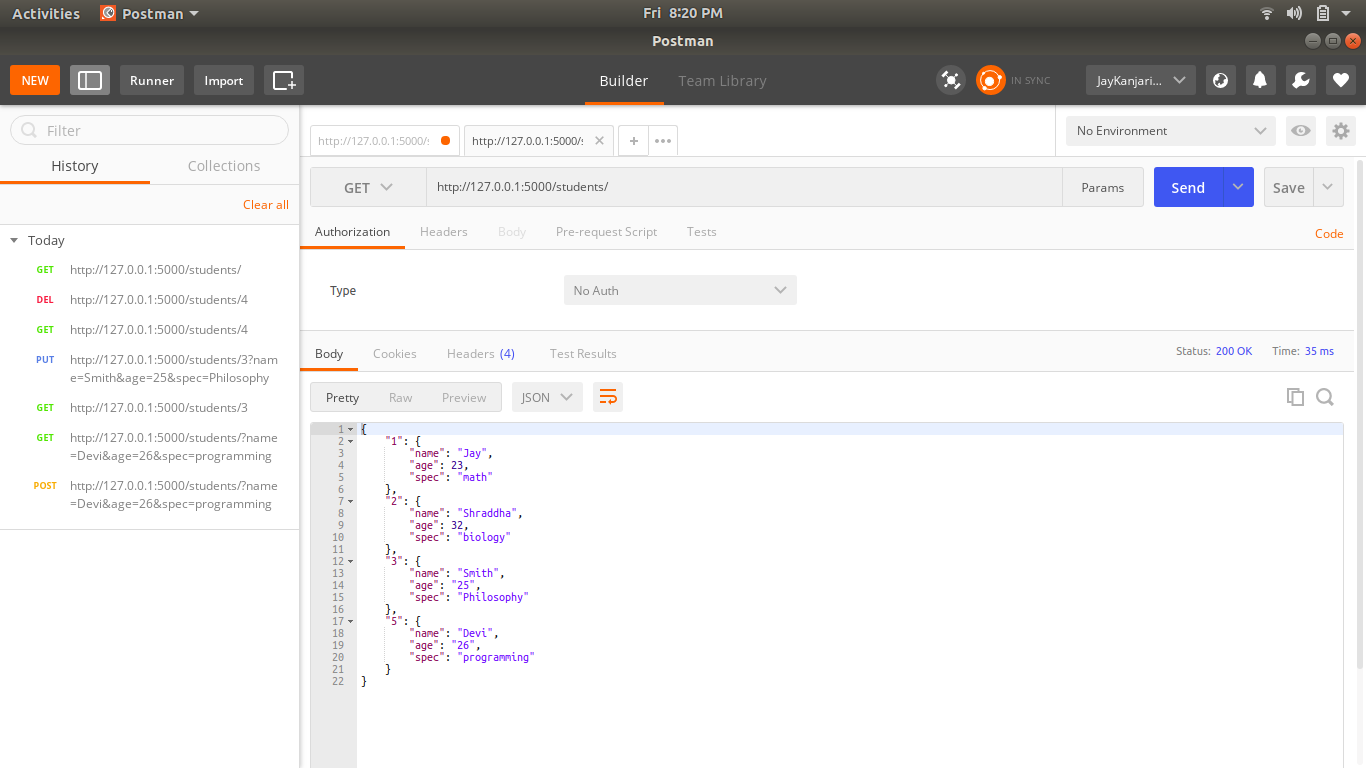 Activities Postman Fri 8:20 PM
Postman
NEW Runner Import Builder Team Library IN SYNC JayKanjari...
Filter
History Collections
Clear all
Today
GET http://127.0.0.1:5000/students/
DEL http://127.0.0.1:5000/students/4
GET http://127.0.0.1:5000/students/4
PUT http://127.0.0.1:5000/students/3?nam
e=Smith&age=25&spec=Philosophy
GET http://127.0.0.1:5000/students/3
GET http://127.0.0.1:5000/students/?name
=Devi&age=26&spec=programming
POST http://127.0.0.1:5000/students/?name
=Devi&age=26&spec=programming
http://127.0.0.1:5000/s http://127.0.0.1:5000/s × + ••• No Environment
GET http://127.0.0.1:5000/students/ Params Send Save
Authorization Headers Body Pre-request Script Tests Code
Type No Auth
Body Cookies Headers (4) Test Results Status: 200 OK Time: 35 ms
Pretty Raw Preview JSON
1 {
2 "1": {
3 "name": "Jay",
4 "age": 23,
5 "spec": "math"
6 },
7 "2": {
8 "name": "Shraddha",
9 "age": 32,
10 "spec": "biology"
11 },
12 "3": {
13 "name": "Smith",
14 "age": "25",
15 "spec": "Philosophy"
16 },
17 "5": {
18 "name": "Devi",
19 "age": "26",
20 "spec": "programming"
21 }
22 }